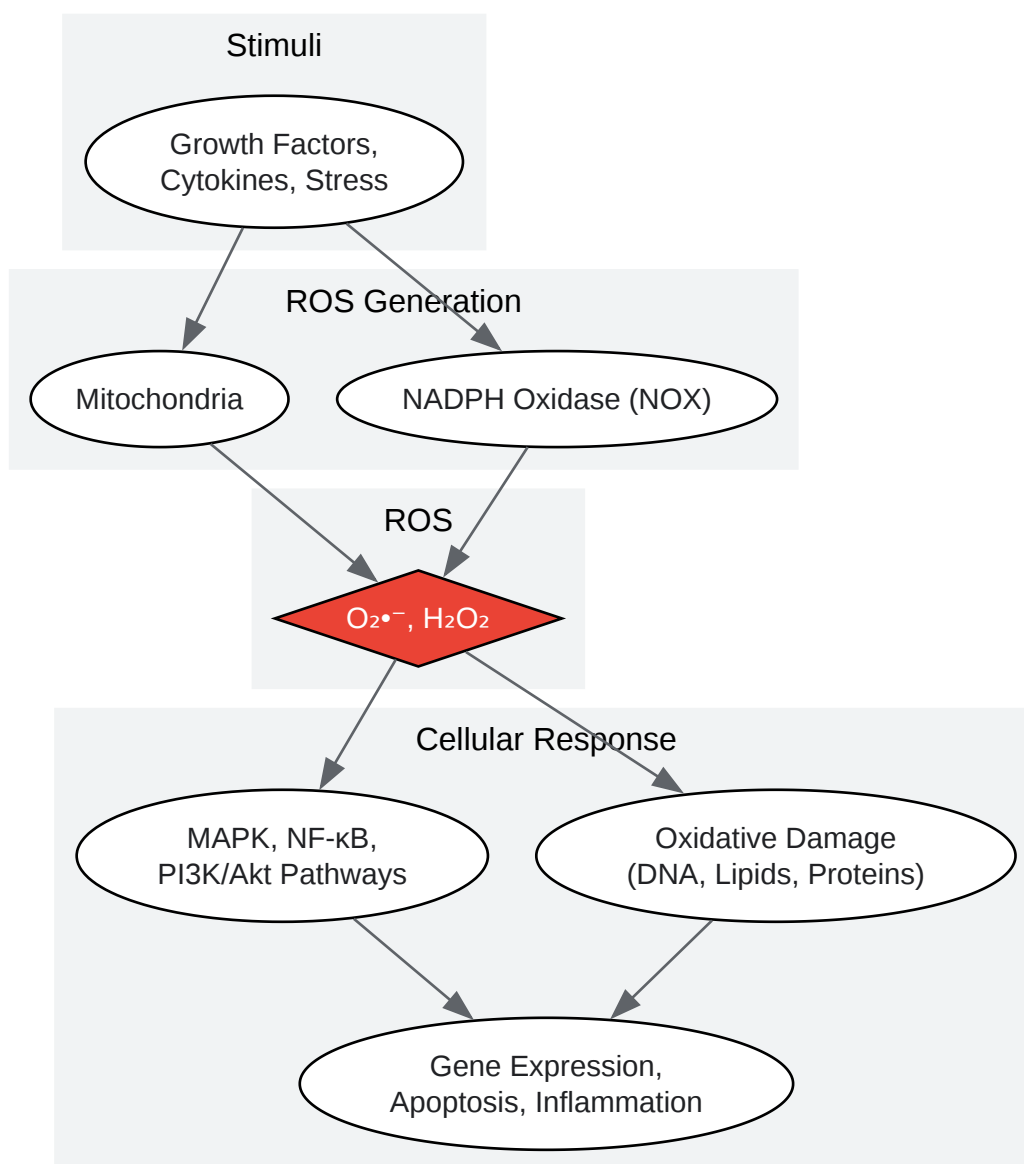 Stimuli
Growth Factors,
Cytokines, Stress
ROS Generation
Mitochondria
NADPH Oxidase (NOX)
ROS
O₂•⁻, H₂O₂
Cellular Response
MAPK, NF-κB,
PI3K/Akt Pathways
Oxidative Damage
(DNA, Lipids, Proteins)
Gene Expression,
Apoptosis, Inflammation